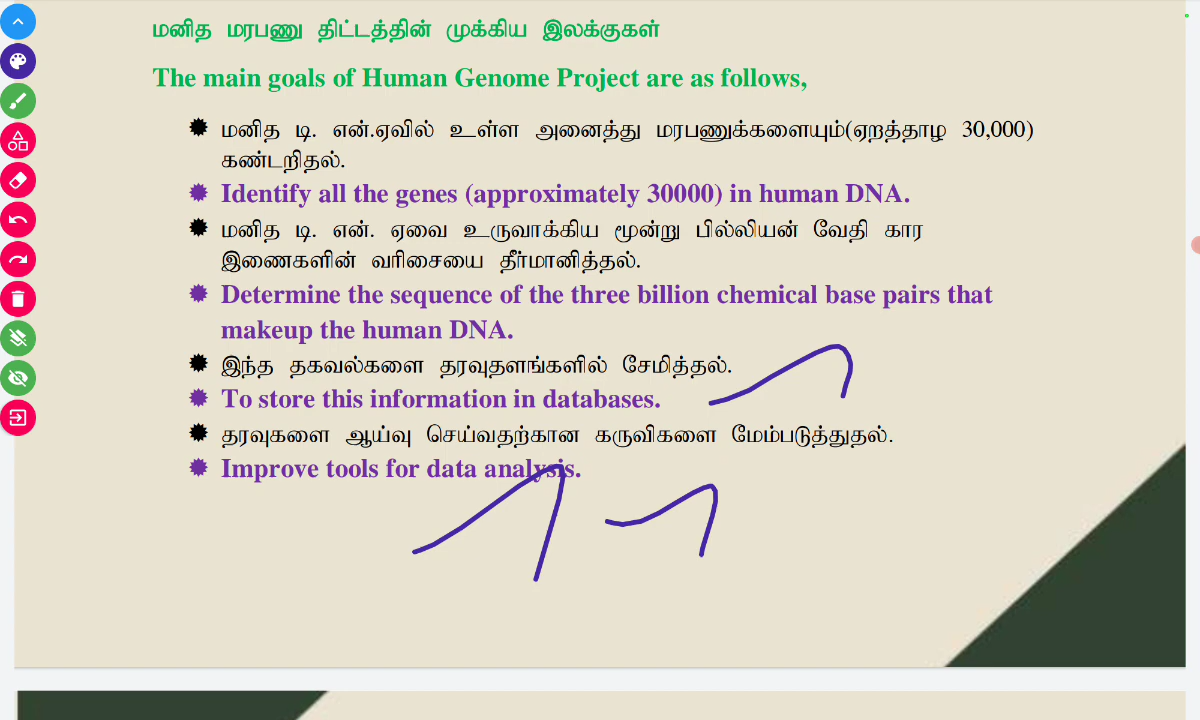 மனித மரபணு திட்டத்தின் முக்கிய இலக்குகள்
The main goals of Human Genome Project are as follows,
மனித டி. என்.ஏவில் உள்ள அனைத்து மரபணுக்களையும்(ஏறத்தாழ 30,000)
கண்டறிதல்.
Identify all the genes (approximately 30000) in human DNA.
மனித டி. என். ஏவை உருவாக்கிய மூன்று பில்லியன் வேதி கார
இணைகளின் வரிசையை தீர்மானித்தல்.
Determine the sequence of the three billion chemical base pairs that
makeup the human DNA.
இந்த தகவல்களை தரவுதளங்களில் சேமித்தல்.
To store this information in databases.
தரவுகளை ஆய்வு செய்வதற்கான கருவிகளை மேம்படுத்துதல்.
Improve tools for data analysis.